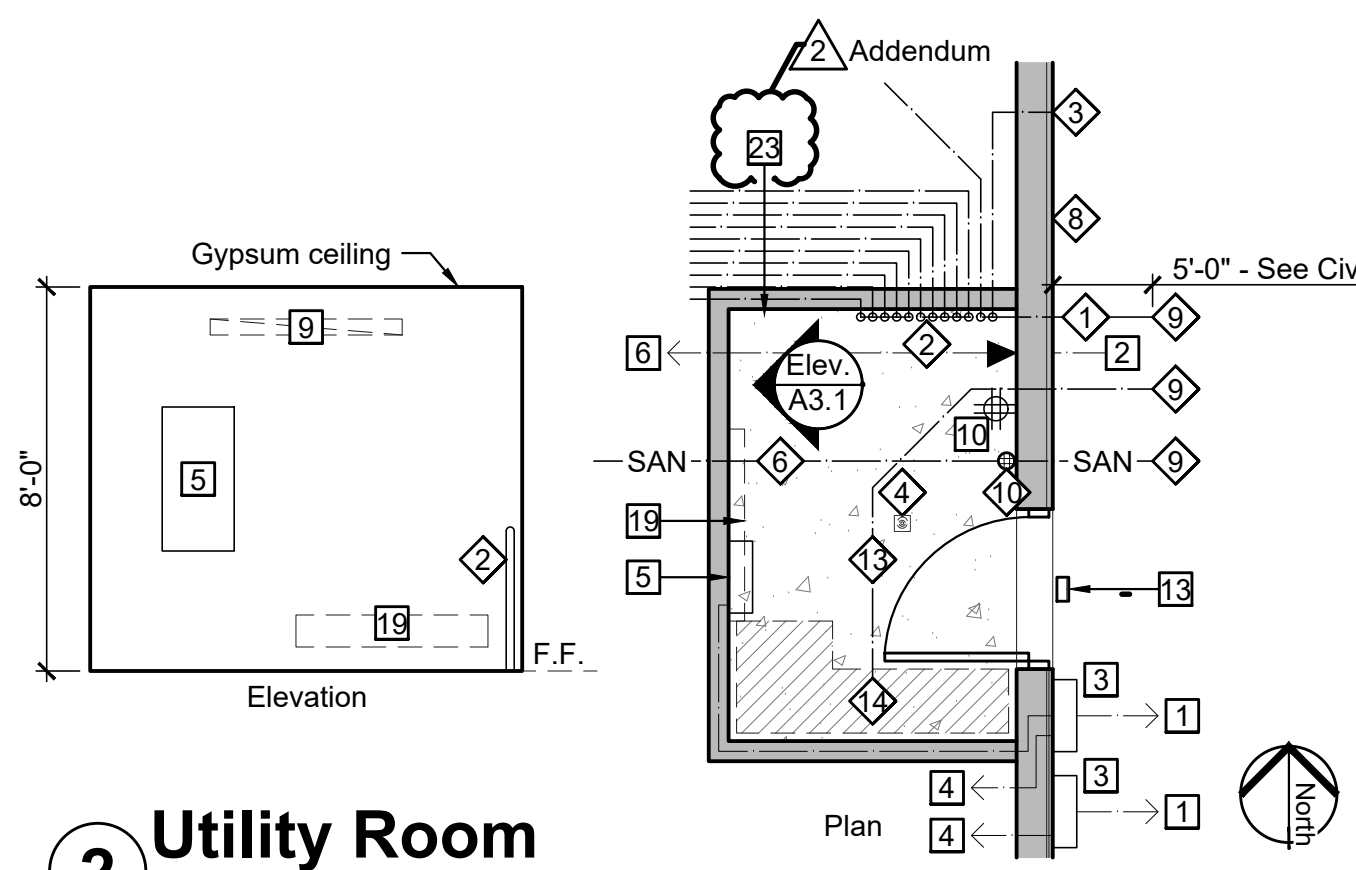 2 Addendum
23
3
8
Gypsum ceiling
5'-0" - See Civ
9
1 9
2
6 2
Elev.
A3.1
9
10
5
SAN 6 SAN 9
4 10
8'-0"
19
13
2
5
13
19
F.F.
Elevation
14
3
1
3
4
1
Plan
4
North
2 Utility Room